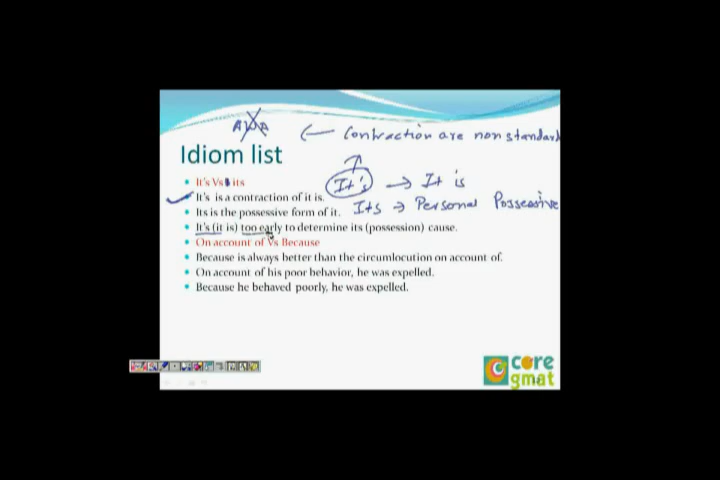 AWA
← Contraction are non standard
Idiom list
It's Vs its
It's → It is
It's is a contraction of it is.
Its → Personal Possessive
Its is the possessive form of it.
It's (it is) too early to determine its (possession) cause.
On account of Vs Because
Because is always better than the circumlocution on account of.
On account of his poor behavior, he was expelled.
Because he behaved poorly, he was expelled.
core
gmat